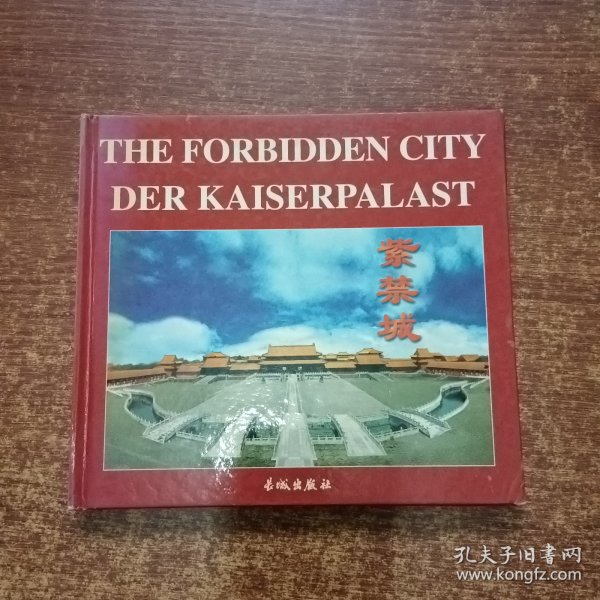 THE FORBIDDEN CITY
DER KAISERPALAST
紫禁城
长城出版社
孔夫子旧书网
www.kongfz.com